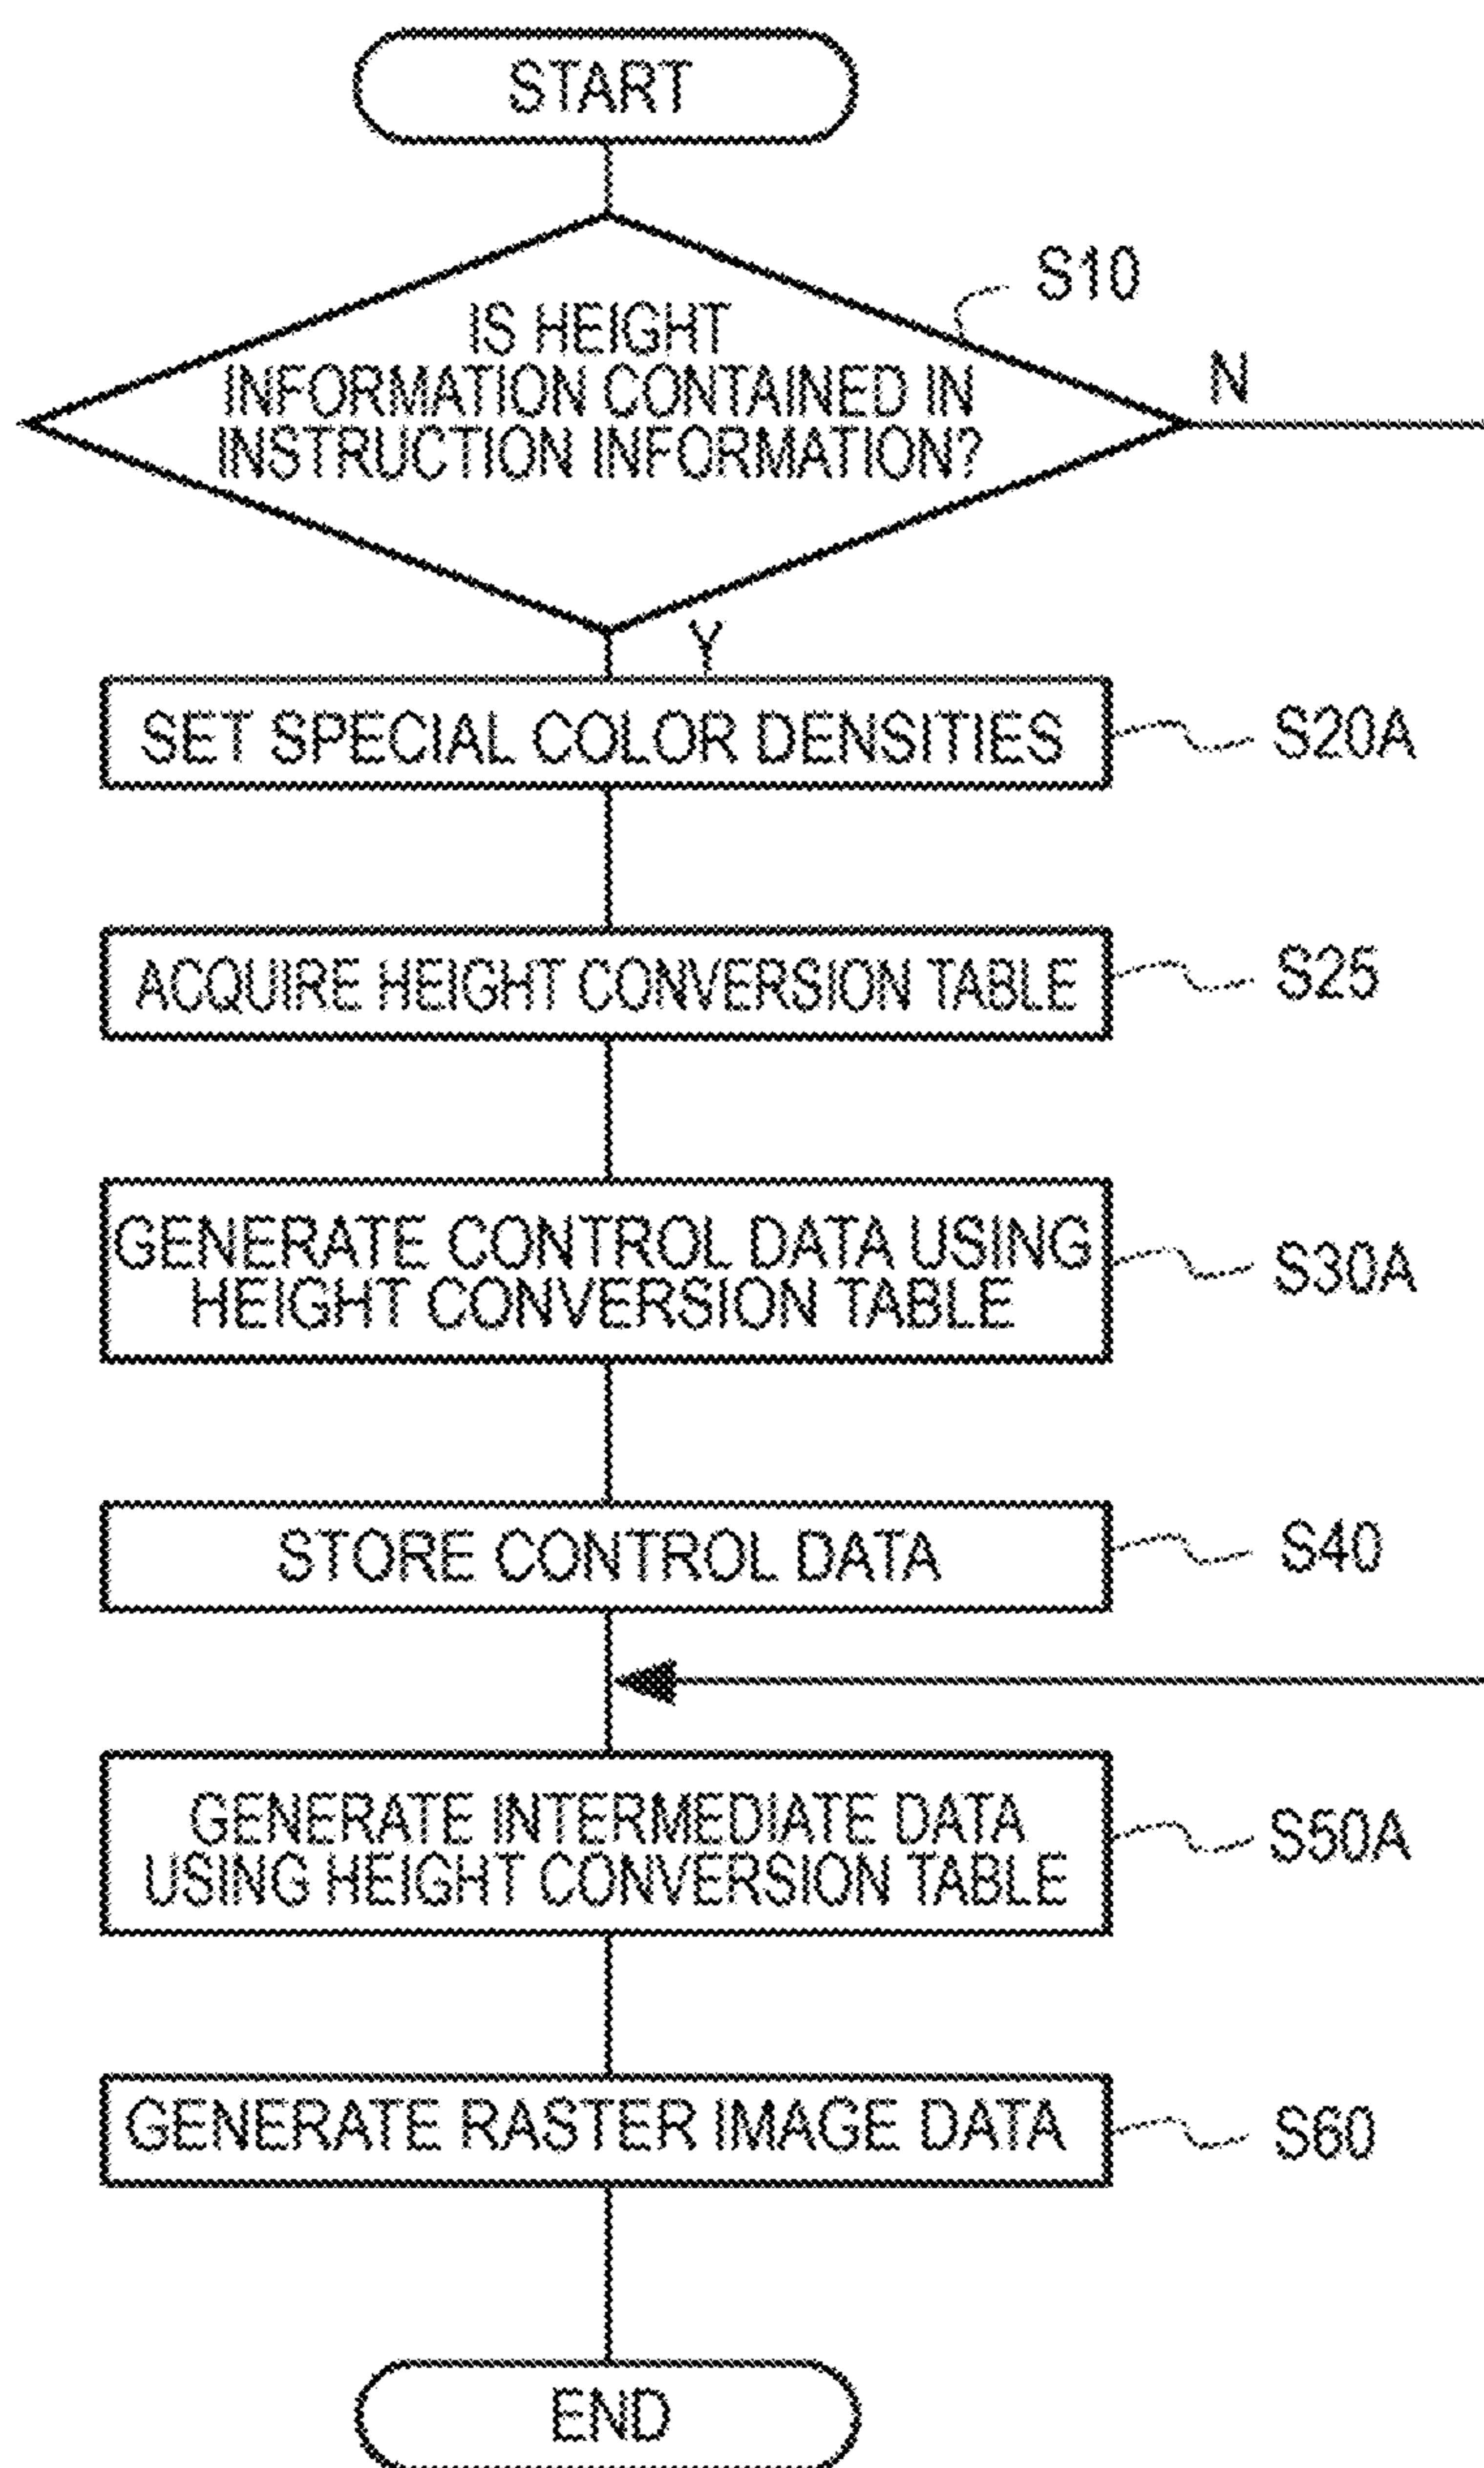 START
S10
IS HEIGHT
INFORMATION CONTAINED IN
INSTRUCTION INFORMATION?
N
Y
SET SPECIAL COLOR DENSITIES
S20A
ACQUIRE HEIGHT CONVERSION TABLE
S25
GENERATE CONTROL DATA USING
HEIGHT CONVERSION TABLE
S30A
STORE CONTROL DATA
S40
GENERATE INTERMEDIATE DATA
USING HEIGHT CONVERSION TABLE
S50A
GENERATE RASTER IMAGE DATA
S60
END